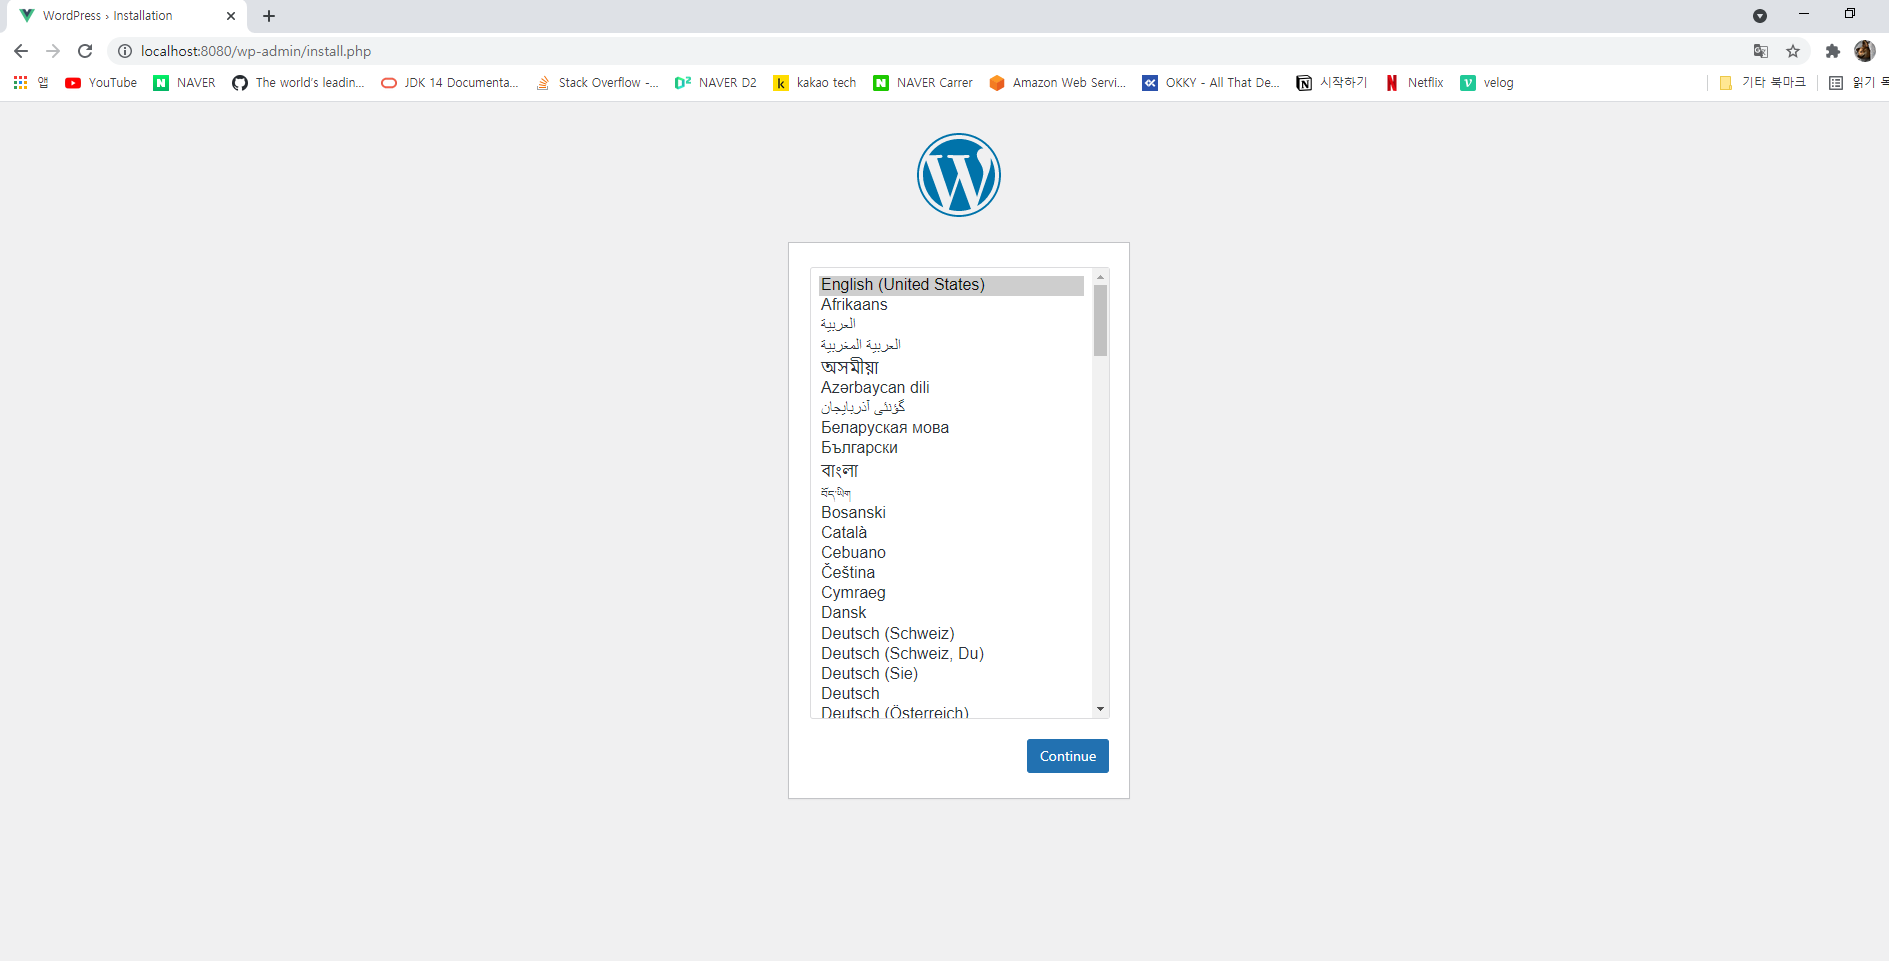 WordPress › Installation
localhost:8080/wp-admin/install.php
앱 YouTube NAVER The world's leadin... JDK 14 Documenta... Stack Overflow -... NAVER D2 kakao tech NAVER Carrer Amazon Web Servi... OKKY - All That De... 시작하기 Netflix velog 기타 북마크 읽기
English (United States)
Afrikaans
العربية
العربية المغربية
অসমীয়া
Azərbaycan dili
گؤنئی آذربایجان
Беларуская мова
Български
বাংলা
བོད་ཡིག
Bosanski
Català
Cebuano
Čeština
Cymraeg
Dansk
Deutsch (Schweiz)
Deutsch (Schweiz, Du)
Deutsch (Sie)
Deutsch
Deutsch (Österreich)
Continue